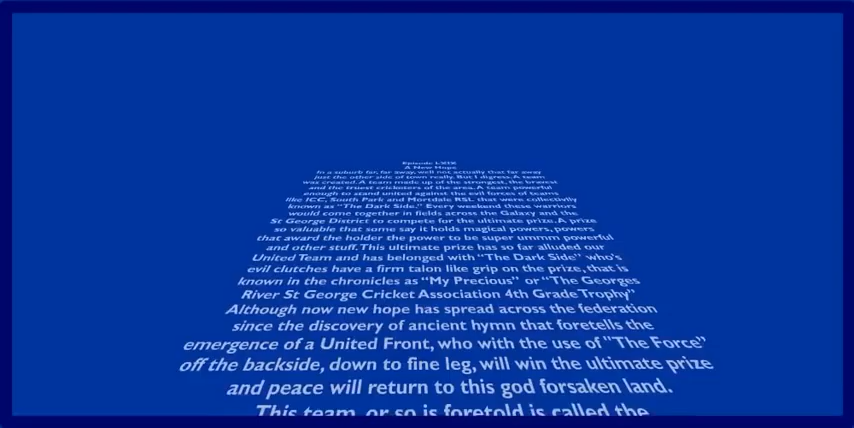 Episode LXIX
A New Hope
In a suburb far, far away, well not actually that far away
just the other side of town really. But I digress. A team
was created. A team made up of the strongest, the bravest
and the truest cricketers of the area. A team powerful
enough to stand united against the evil forces of teams
like ICC, South Park and Mortdale RSL that were collectivily
known as "The Dark Side." Every weekend these warriors
would come together in fields across the Galaxy and the
St George District to compete for the ultimate prize. A prize
so valuable that some say it holds magical powers, powers
that award the holder the power to be super ummm powerful
and other stuff. This ultimate prize has so far alluded our
United Team and has belonged with "The Dark Side" who's
evil clutches have a firm talon like grip on the prize, that is
known in the chronicles as "My Precious" or "The Georges
River St George Cricket Association 4th Grade Trophy"
Although now new hope has spread across the federation
since the discovery of ancient hymn that foretells the
emergence of a United Front, who with the use of "The Force"
off the backside, down to fine leg, will win the ultimate prize
and peace will return to this god forsaken land.
This team, or so is foretold is called the